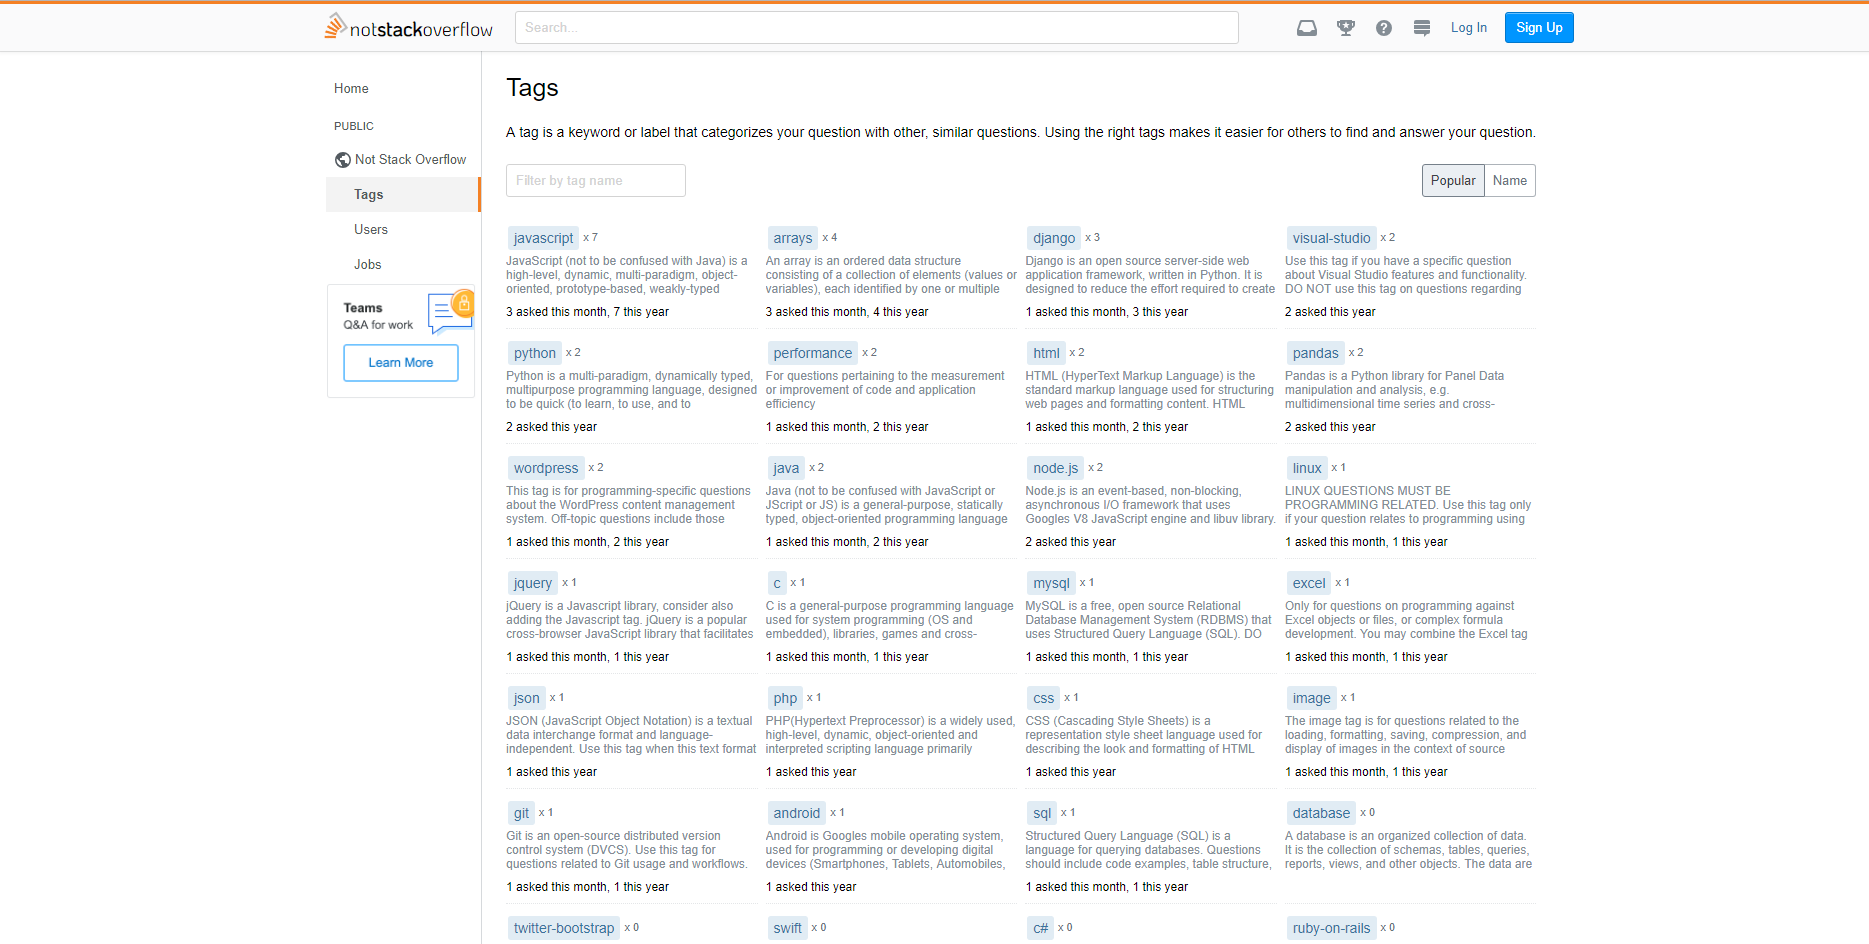 notstackoverflow
Search...
Log In
Sign Up
Home
PUBLIC
Not Stack Overflow
Tags
Users
Jobs
Teams
Q&A for work
Learn More
Tags
A tag is a keyword or label that categorizes your question with other, similar questions. Using the right tags makes it easier for others to find and answer your question.
Filter by tag name
Popular
Name
javascript x 7
JavaScript (not to be confused with Java) is a
high-level, dynamic, multi-paradigm, object-
oriented, prototype-based, weakly-typed
3 asked this month, 7 this year
arrays x 4
An array is an ordered data structure
consisting of a collection of elements (values or
variables), each identified by one or multiple
3 asked this month, 4 this year
django x 3
Django is an open source server-side web
application framework, written in Python. It is
designed to reduce the effort required to create
1 asked this month, 3 this year
visual-studio x 2
Use this tag if you have a specific question
about Visual Studio features and functionality.
DO NOT use this tag on questions regarding
2 asked this year
python x 2
Python is a multi-paradigm, dynamically typed,
multipurpose programming language, designed
to be quick (to learn, to use, and to
2 asked this year
performance x 2
For questions pertaining to the measurement
or improvement of code and application
efficiency
1 asked this month, 2 this year
html x 2
HTML (HyperText Markup Language) is the
standard markup language used for structuring
web pages and formatting content. HTML
1 asked this month, 2 this year
pandas x 2
Pandas is a Python library for Panel Data
manipulation and analysis, e.g.
multidimensional time series and cross-
2 asked this year
wordpress x 2
This tag is for programming-specific questions
about the WordPress content management
system. Off-topic questions include those
1 asked this month, 2 this year
java x 2
Java (not to be confused with JavaScript or
JScript or JS) is a general-purpose, statically
typed, object-oriented programming language
1 asked this month, 2 this year
node.js x 2
Node.js is an event-based, non-blocking,
asynchronous I/O framework that uses
Googles V8 JavaScript engine and libuv library.
2 asked this year
linux x 1
LINUX QUESTIONS MUST BE
PROGRAMMING RELATED. Use this tag only
if your question relates to programming using
1 asked this month, 1 this year
jquery x 1
jQuery is a Javascript library, consider also
adding the Javascript tag. jQuery is a popular
cross-browser JavaScript library that facilitates
1 asked this month, 1 this year
c x 1
C is a general-purpose programming language
used for system programming (OS and
embedded), libraries, games and cross-
1 asked this month, 1 this year
mysql x 1
MySQL is a free, open source Relational
Database Management System (RDBMS) that
uses Structured Query Language (SQL). DO
1 asked this month, 1 this year
excel x 1
Only for questions on programming against
Excel objects or files, or complex formula
development. You may combine the Excel tag
1 asked this month, 1 this year
json x 1
JSON (JavaScript Object Notation) is a textual
data interchange format and language-
independent. Use this tag when this text format
1 asked this year
php x 1
PHP(Hypertext Preprocessor) is a widely used,
high-level, dynamic, object-oriented and
interpreted scripting language primarily
1 asked this year
css x 1
CSS (Cascading Style Sheets) is a
representation style sheet language used for
describing the look and formatting of HTML
1 asked this year
image x 1
The image tag is for questions related to the
loading, formatting, saving, compression, and
display of images in the context of source
1 asked this month, 1 this year
git x 1
Git is an open-source distributed version
control system (DVCS). Use this tag for
questions related to Git usage and workflows.
1 asked this month, 1 this year
android x 1
Android is Googles mobile operating system,
used for programming or developing digital
devices (Smartphones, Tablets, Automobiles,
1 asked this year
sql x 1
Structured Query Language (SQL) is a
language for querying databases. Questions
should include code examples, table structure,
1 asked this month, 1 this year
database x 0
A database is an organized collection of data.
It is the collection of schemas, tables, queries,
reports, views, and other objects. The data are
twitter-bootstrap x 0
swift x 0
c# x 0
ruby-on-rails x 0